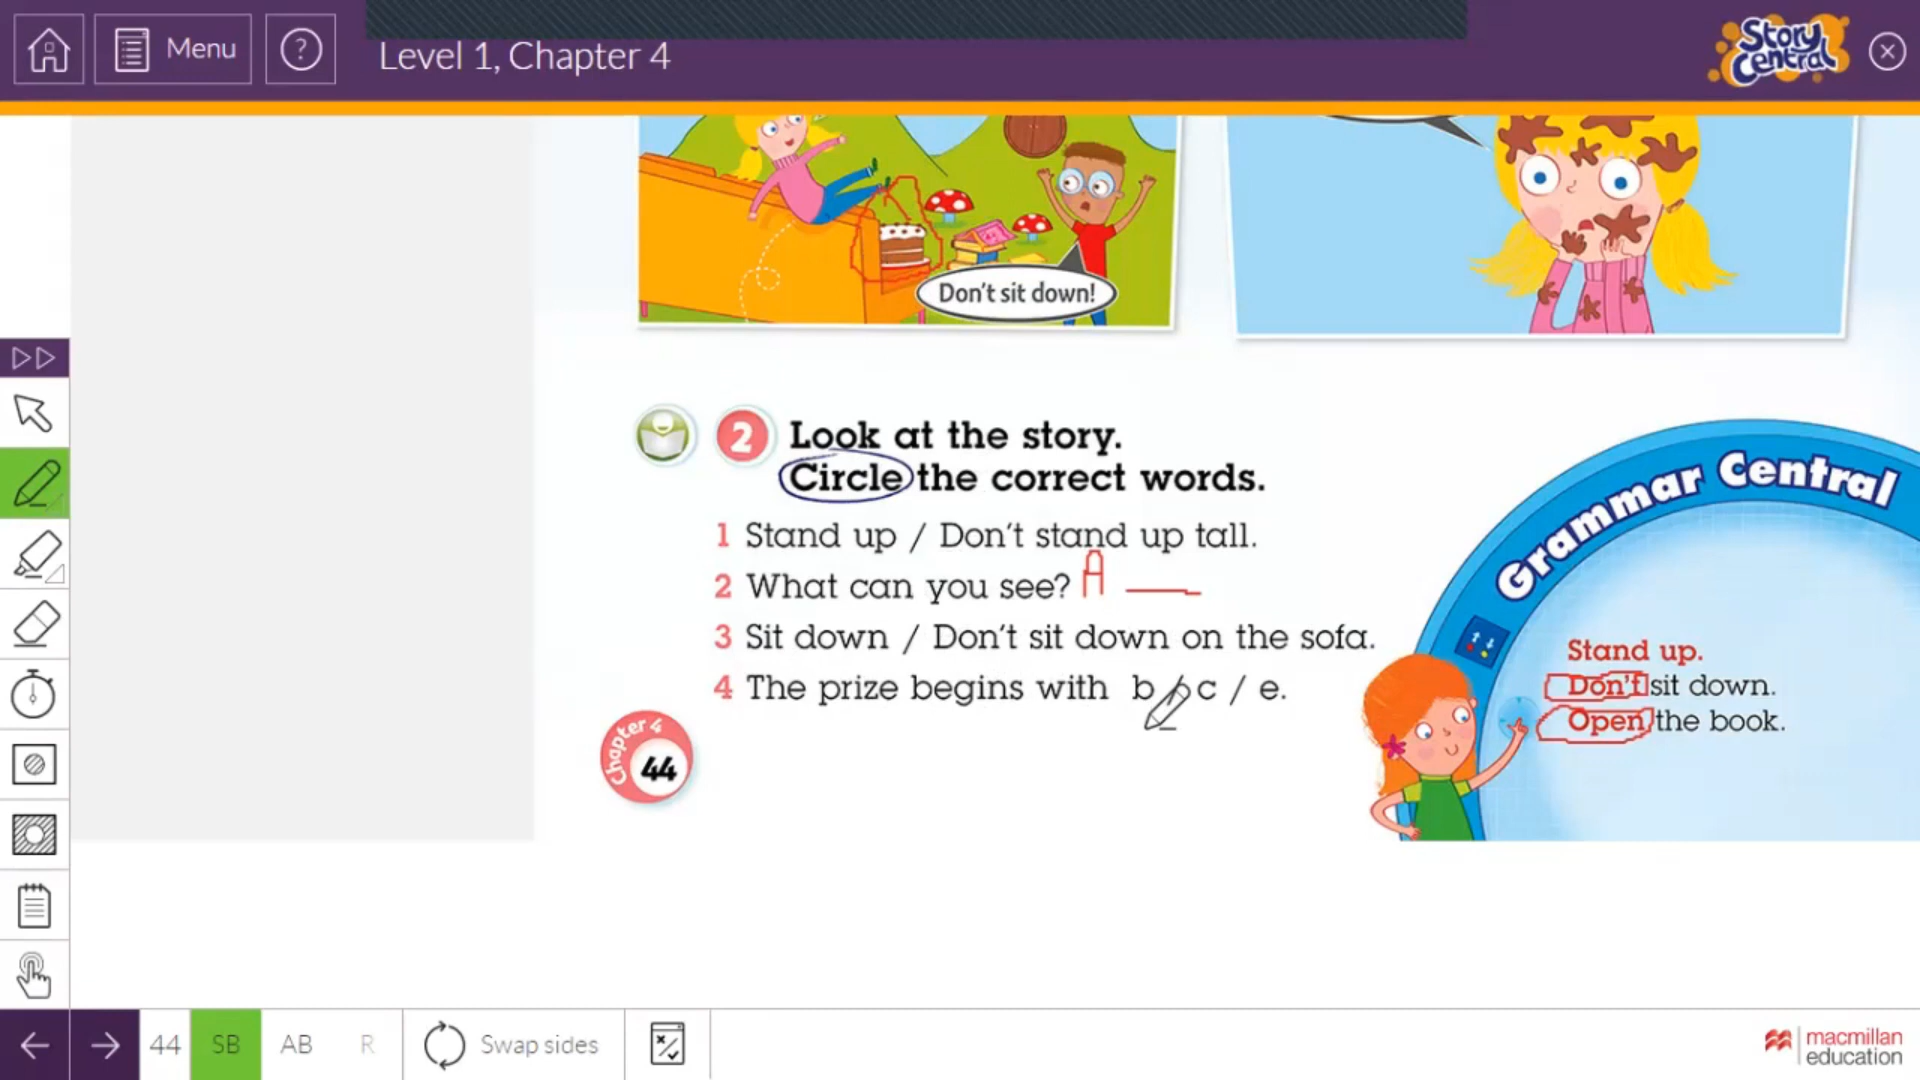 Menu
?
Level 1, Chapter 4
Story Central
Don't sit down!
2 Look at the story.
Circle the correct words.
1 Stand up / Don't stand up tall.
2 What can you see? A
3 Sit down / Don't sit down on the sofa.
4 The prize begins with b / c / e.
Chapter 4
44
Grammar Central
Stand up.
Don't sit down.
Open the book.
44 SB AB R Swap sides
macmillan
education